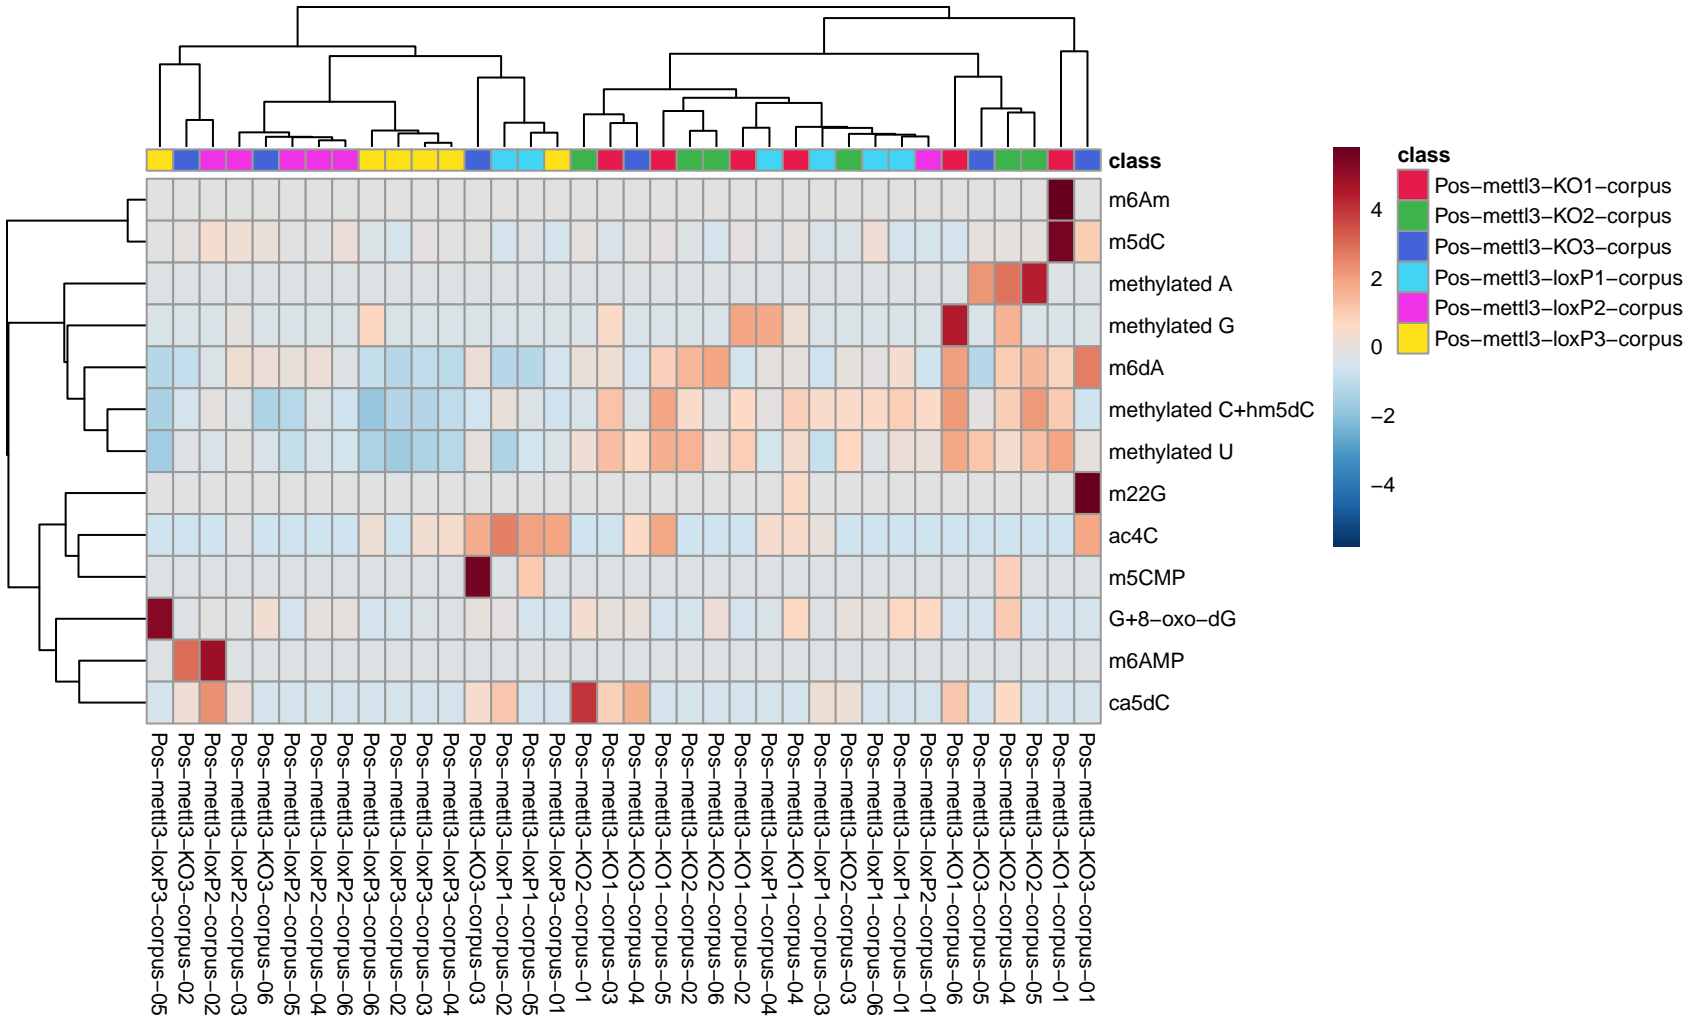 class
m6Am
m5dC
methylated A
methylated G
m6dA
methylated C+hm5dC
methylated U
m22G
ac4C
m5CMP
G+8−oxo−dG
m6AMP
ca5dC
4
2
0
−2
−4
class
Pos−mettl3−KO1−corpus
Pos−mettl3−KO2−corpus
Pos−mettl3−KO3−corpus
Pos−mettl3−loxP1−corpus
Pos−mettl3−loxP2−corpus
Pos−mettl3−loxP3−corpus
Pos−mettl3−loxP3−corpus−05
Pos−mettl3−KO3−corpus−02
Pos−mettl3−loxP2−corpus−02
Pos−mettl3−loxP2−corpus−03
Pos−mettl3−KO3−corpus−06
Pos−mettl3−loxP2−corpus−05
Pos−mettl3−loxP2−corpus−04
Pos−mettl3−loxP2−corpus−06
Pos−mettl3−loxP3−corpus−06
Pos−mettl3−loxP3−corpus−02
Pos−mettl3−loxP3−corpus−03
Pos−mettl3−loxP3−corpus−04
Pos−mettl3−KO3−corpus−03
Pos−mettl3−loxP1−corpus−02
Pos−mettl3−loxP1−corpus−05
Pos−mettl3−loxP3−corpus−01
Pos−mettl3−KO2−corpus−01
Pos−mettl3−KO1−corpus−03
Pos−mettl3−KO3−corpus−04
Pos−mettl3−KO1−corpus−05
Pos−mettl3−KO2−corpus−02
Pos−mettl3−KO2−corpus−06
Pos−mettl3−KO1−corpus−02
Pos−mettl3−loxP1−corpus−04
Pos−mettl3−KO1−corpus−04
Pos−mettl3−loxP1−corpus−03
Pos−mettl3−KO2−corpus−03
Pos−mettl3−loxP1−corpus−06
Pos−mettl3−loxP1−corpus−01
Pos−mettl3−loxP2−corpus−01
Pos−mettl3−KO1−corpus−06
Pos−mettl3−KO3−corpus−05
Pos−mettl3−KO2−corpus−04
Pos−mettl3−KO2−corpus−05
Pos−mettl3−KO1−corpus−01
Pos−mettl3−KO3−corpus−01